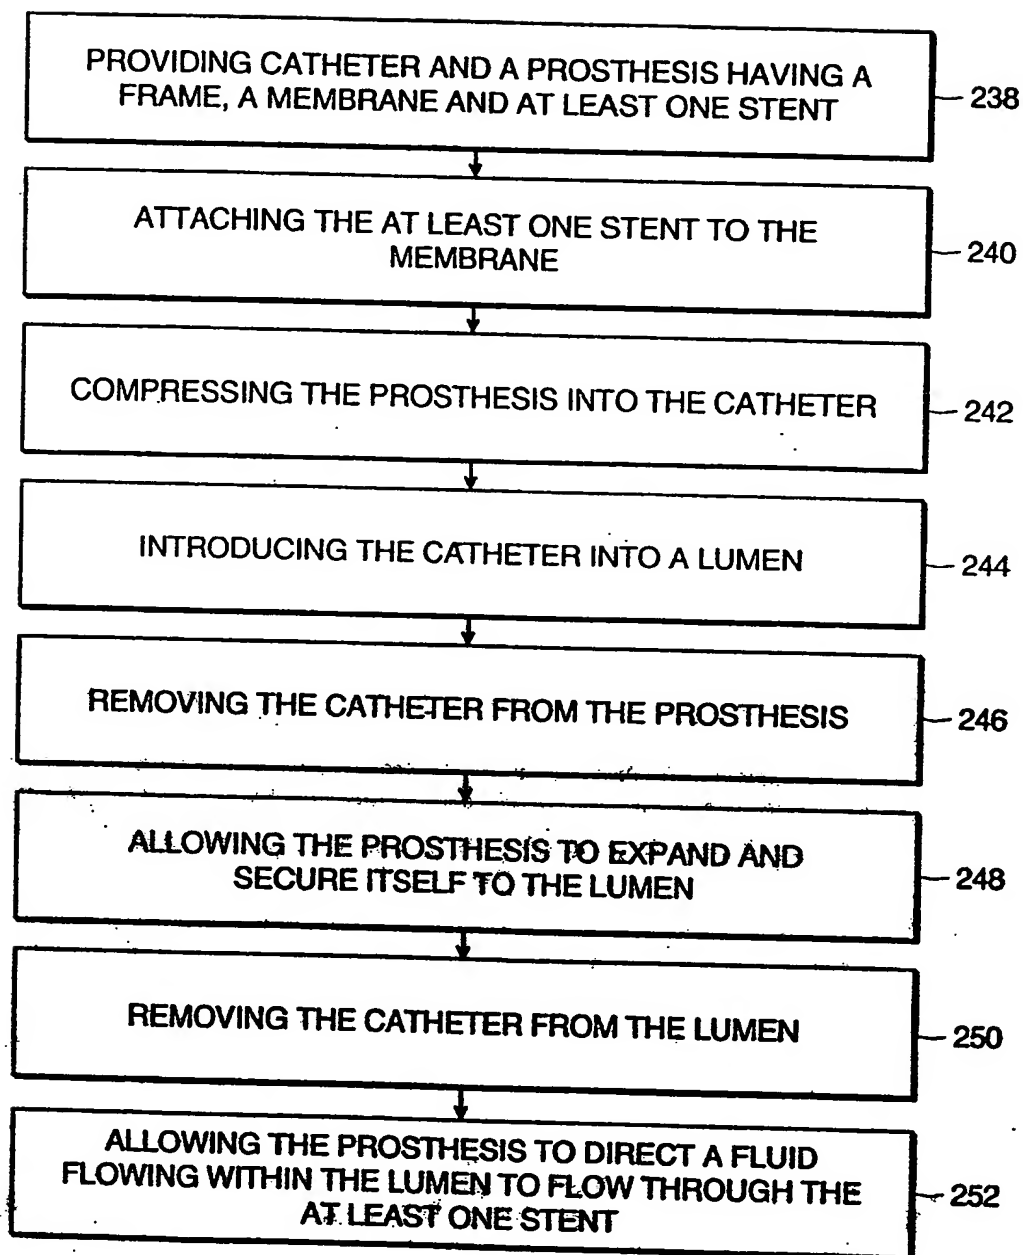 PROVIDING CATHETER AND A PROSTHESIS HAVING A
FRAME, A MEMBRANE AND AT LEAST ONE STENT
238
ATTACHING THE AT LEAST ONE STENT TO THE
MEMBRANE
240
COMPRESSING THE PROSTHESIS INTO THE CATHETER
242
INTRODUCING THE CATHETER INTO A LUMEN
244
REMOVING THE CATHETER FROM THE PROSTHESIS
246
ALLOWING THE PROSTHESIS TO EXPAND AND
SECURE ITSELF TO THE LUMEN
248
REMOVING THE CATHETER FROM THE LUMEN
250
ALLOWING THE PROSTHESIS TO DIRECT A FLUID
FLOWING WITHIN THE LUMEN TO FLOW THROUGH THE
AT LEAST ONE STENT
252